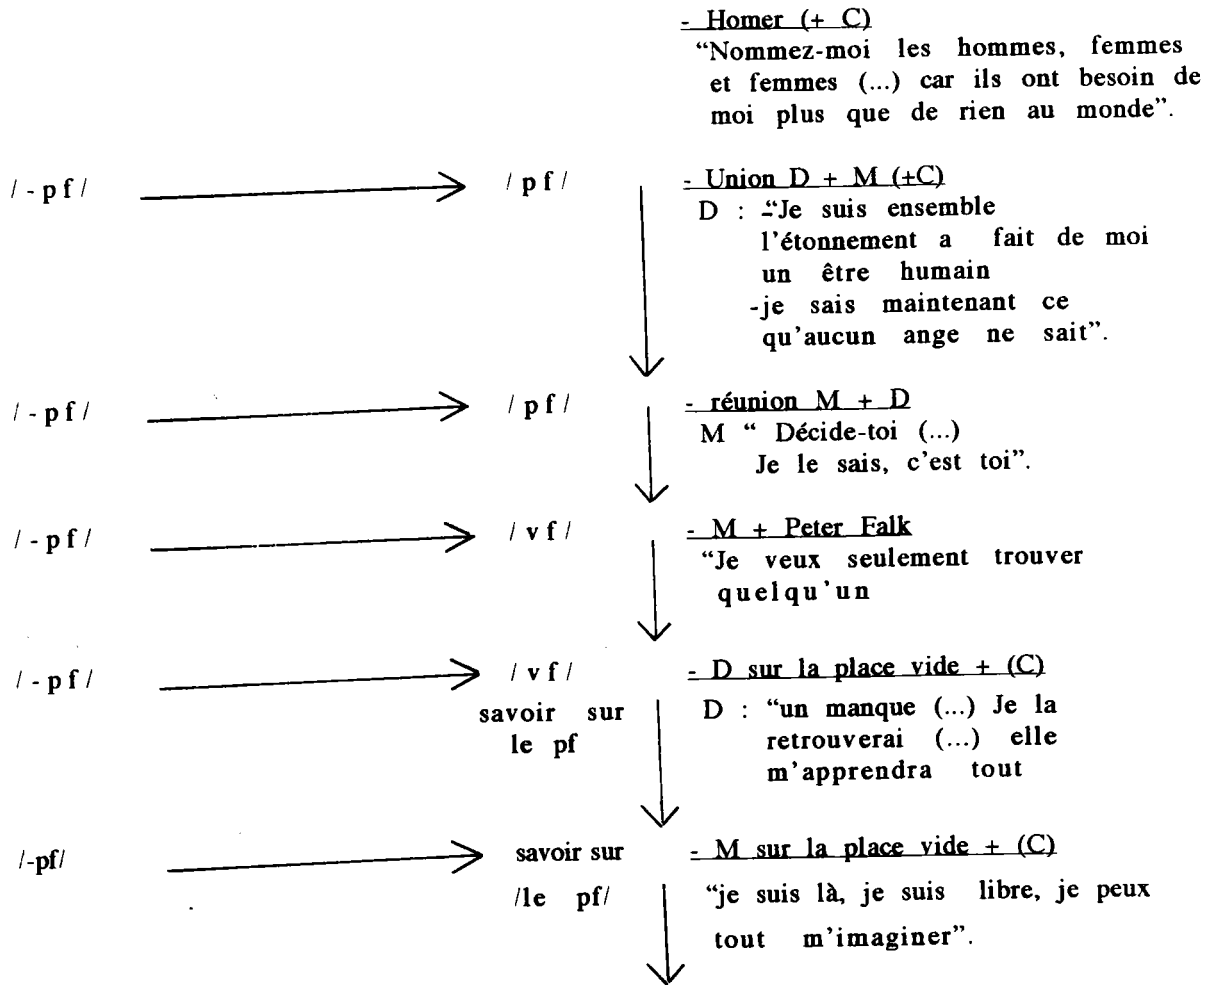 - Homer (+ C)
“Nommez-moi les hommes, femmes
et femmes (...) car ils ont besoin de
moi plus que de rien au monde”.
/ - p f / / p f / - Union D + M (+C)
D : -“Je suis ensemble
l'étonnement a fait de moi
un être humain
-je sais maintenant ce
qu'aucun ange ne sait”.
/ - p f / / p f / - réunion M + D
M “ Décide-toi (...)
Je le sais, c'est toi”.
/ - p f / / v f / - M + Peter Falk
“Je veux seulement trouver
quelqu'un
/ - p f / / v f / - D sur la place vide + (C)
savoir sur D : “un manque (...) Je la
le pf retrouverai (...) elle
m'apprendra tout
/-pf/ savoir sur - M sur la place vide + (C)
/le pf/ “je suis là, je suis libre, je peux
tout m'imaginer”.